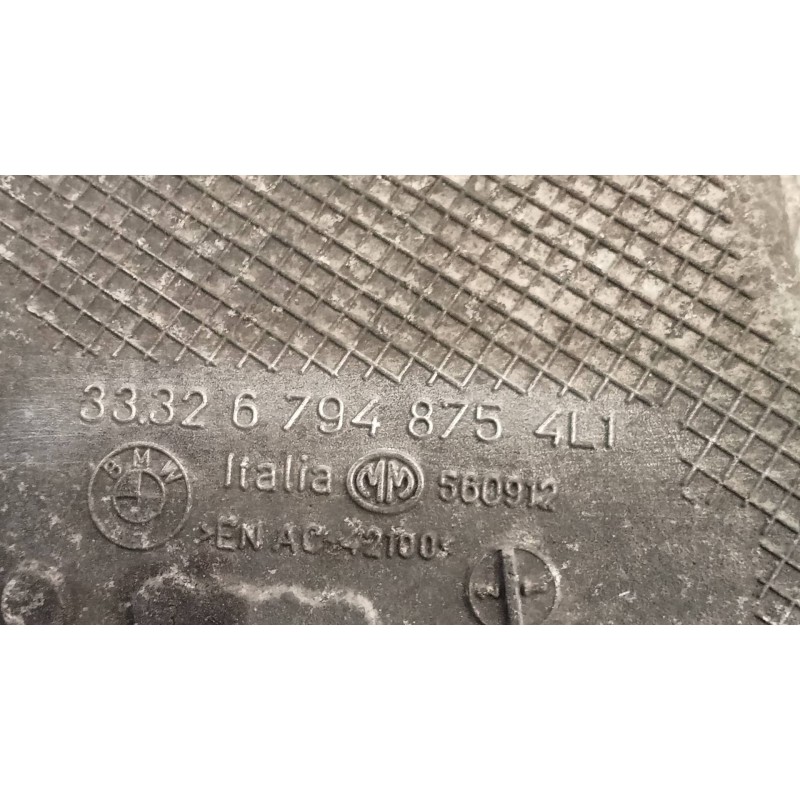 33.32 6 794 875 4L1
BMW Italia MM 560912
>EN AC-42100<